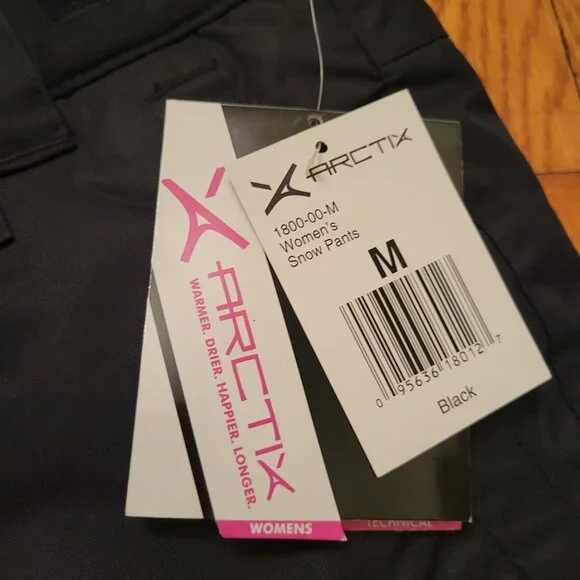 ARCTIX
1800-00-M
Women's
Snow Pants
M
0 95636 18012 7
Black
ARCTIX
WARMER. DRIER. HAPPIER. LONGER.
WOMENS
TECHNICAL